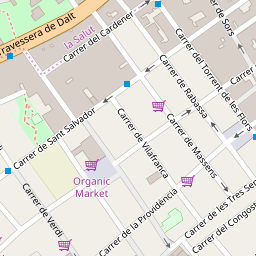 ravessera de Dalt
la Salut
Carrer del Cardener
Carrer de Sors
Carrer del Torrent de les Flors
Carrer de Rabassa
Carrer de Sant Salvador
Carrer de Vilafranca
Carrer de Massens
Organic
Market
Carrer de Verdi
Carrer de la Providència
Carrer de les Tres Sen
Carrer del Congost